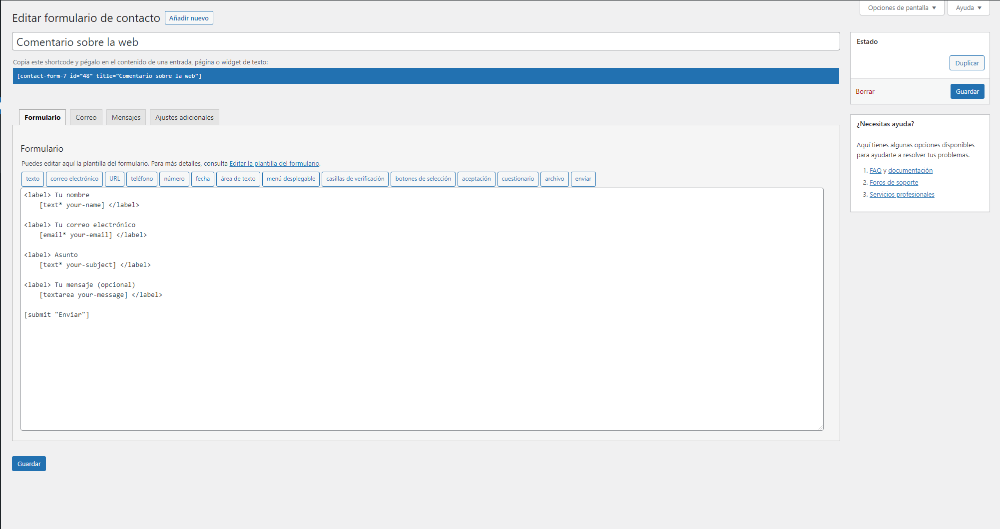 Opciones de pantalla
Ayuda
Editar formulario de contacto
Añadir nuevo
Comentario sobre la web
Copia este shortcode y pégalo en el contenido de una entrada, página o widget de texto:
[contact-form-7 id="48" title="Comentario sobre la web"]
Estado
Duplicar
Borrar
Guardar
Formulario
Correo
Mensajes
Ajustes adicionales
Formulario
Puedes editar aquí la plantilla del formulario. Para más detalles, consulta Editar la plantilla del formulario.
texto
correo electrónico
URL
teléfono
número
fecha
área de texto
menú desplegable
casillas de verificación
botones de selección
aceptación
cuestionario
archivo
enviar
<label> Tu nombre
    [text* your-name] </label>
<label> Tu correo electrónico
    [email* your-email] </label>
<label> Asunto
    [text* your-subject] </label>
<label> Tu mensaje (opcional)
    [textarea your-message] </label>
[submit "Enviar"]
¿Necesitas ayuda?
Aquí tienes algunas opciones disponibles
para ayudarte a resolver tus problemas.
1. FAQ y documentación
2. Foros de soporte
3. Servicios profesionales
Guardar